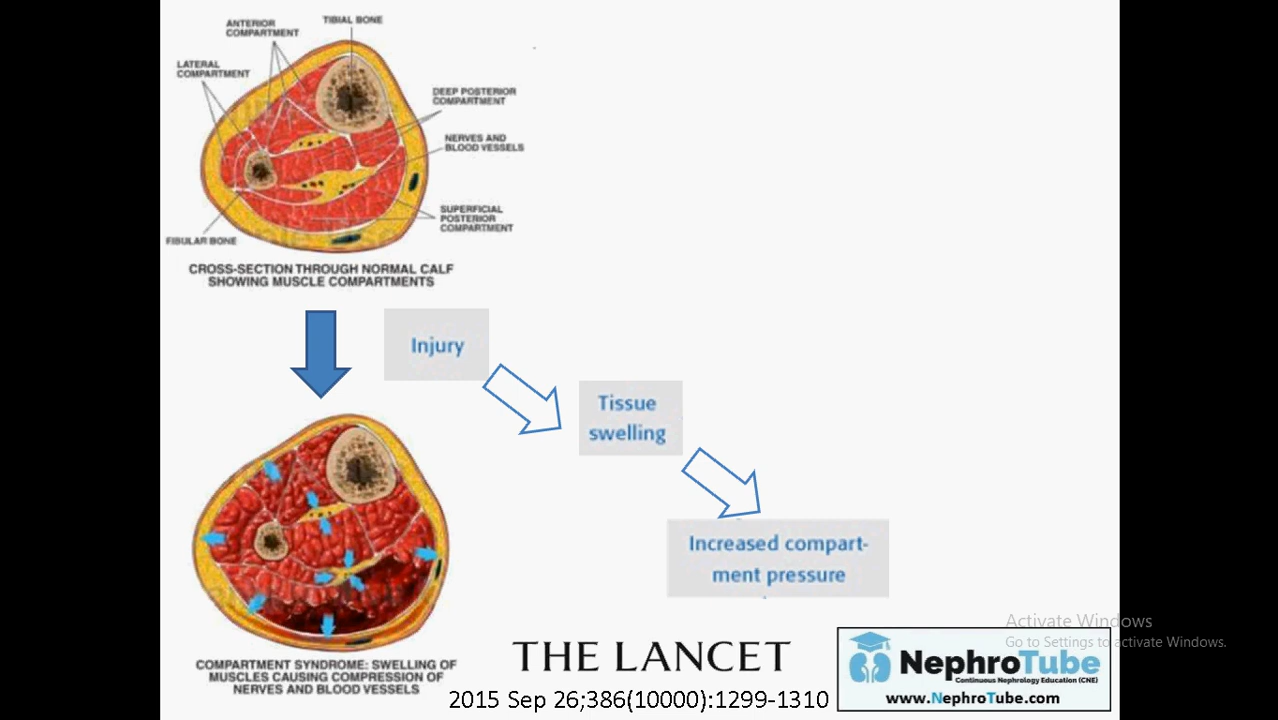 ANTERIOR
COMPARTMENT
TIBIAL BONE
LATERAL
COMPARTMENT
DEEP POSTERIOR
COMPARTMENT
NERVES AND
BLOOD VESSELS
SUPERFICIAL
POSTERIOR
COMPARTMENT
FIBULAR BONE
CROSS-SECTION THROUGH NORMAL CALF
SHOWING MUSCLE COMPARTMENTS
Injury
Tissue
swelling
Increased compart-
ment pressure
COMPARTMENT SYNDROME: SWELLING OF
MUSCLES CAUSING COMPRESSION OF
NERVES AND BLOOD VESSELS
THE LANCET
2015 Sep 26;386(10000):1299-1310
Activate Windows
Go to Settings to activate Windows.
NephroTube
Continuous Nephrology Education (CNE)
www.NephroTube.com